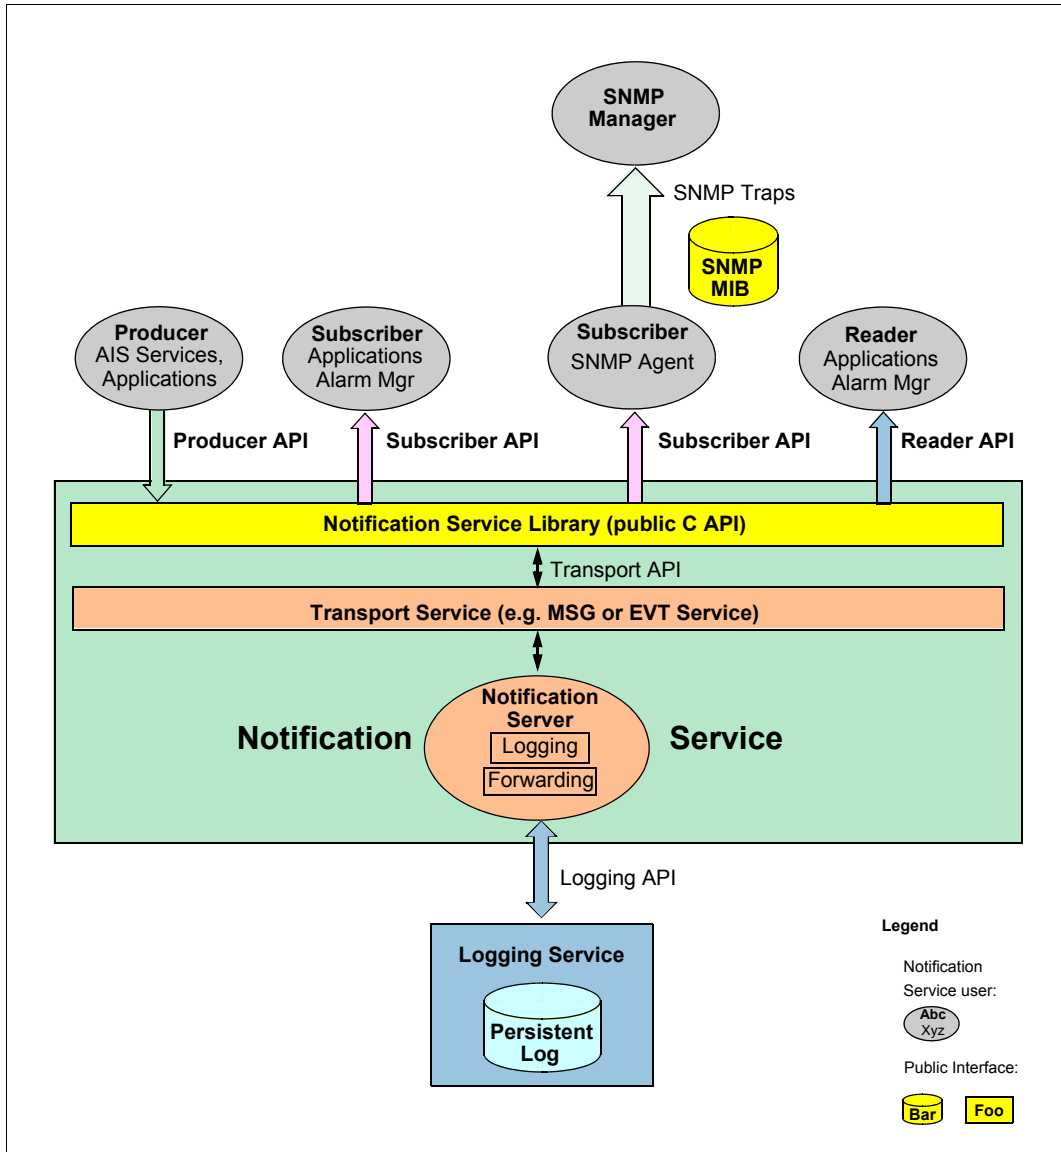 SNMP
Manager
SNMP Traps
SNMP
MIB
Producer
AIS Services,
Applications
Subscriber
Applications
Alarm Mgr
Subscriber
SNMP Agent
Reader
Applications
Alarm Mgr
Producer API
Subscriber API
Subscriber API
Reader API
Notification Service Library (public C API)
Transport API
Transport Service (e.g. MSG or EVT Service)
Notification
Server
Logging
Forwarding
Notification
Service
Logging API
Logging Service
Persistent
Log
Legend
Notification
Service user:
Abc
Xyz
Public Interface:
Bar
Foo